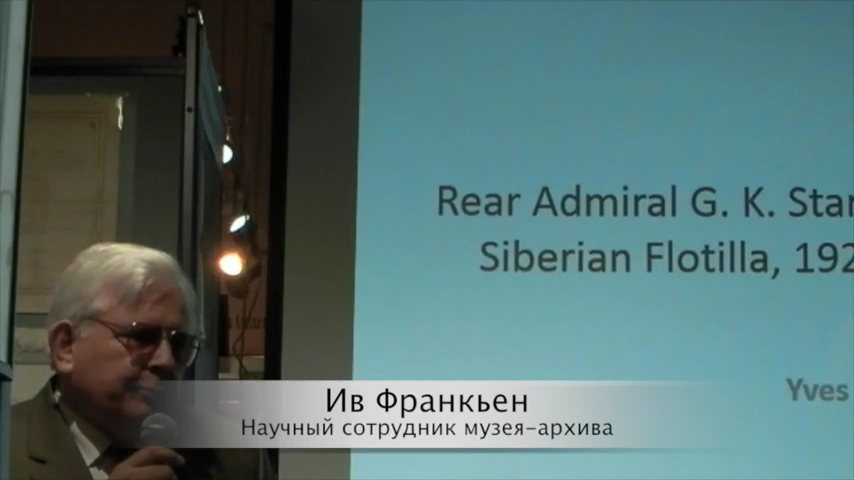 Rear Admiral G. K. Star
Siberian Flotilla, 192
Yves
Ив Франкьен
Научный сотрудник музея-архива